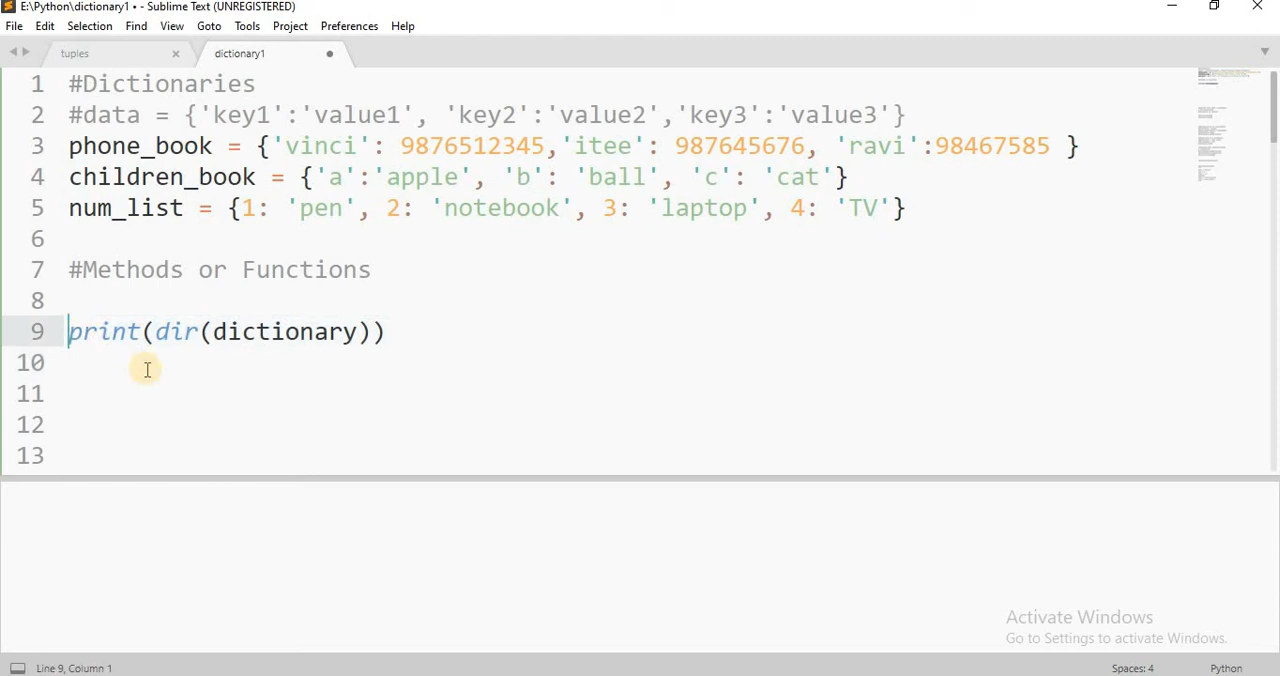 E:\Python\dictionary1 • - Sublime Text (UNREGISTERED)
File Edit Selection Find View Goto Tools Project Preferences Help
tuples dictionary1
1 #Dictionaries
2 #data = {'key1':'value1', 'key2':'value2','key3':'value3'}
3 phone_book = {'vinci': 9876512345,'itee': 987645676, 'ravi':98467585 }
4 children_book = {'a':'apple', 'b': 'ball', 'c': 'cat'}
5 num_list = {1: 'pen', 2: 'notebook', 3: 'laptop', 4: 'TV'}
6
7 #Methods or Functions
8
9 print(dir(dictionary))
10
11
12
13
Activate Windows
Go to Settings to activate Windows.
Line 9, Column 1 Spaces: 4 Python